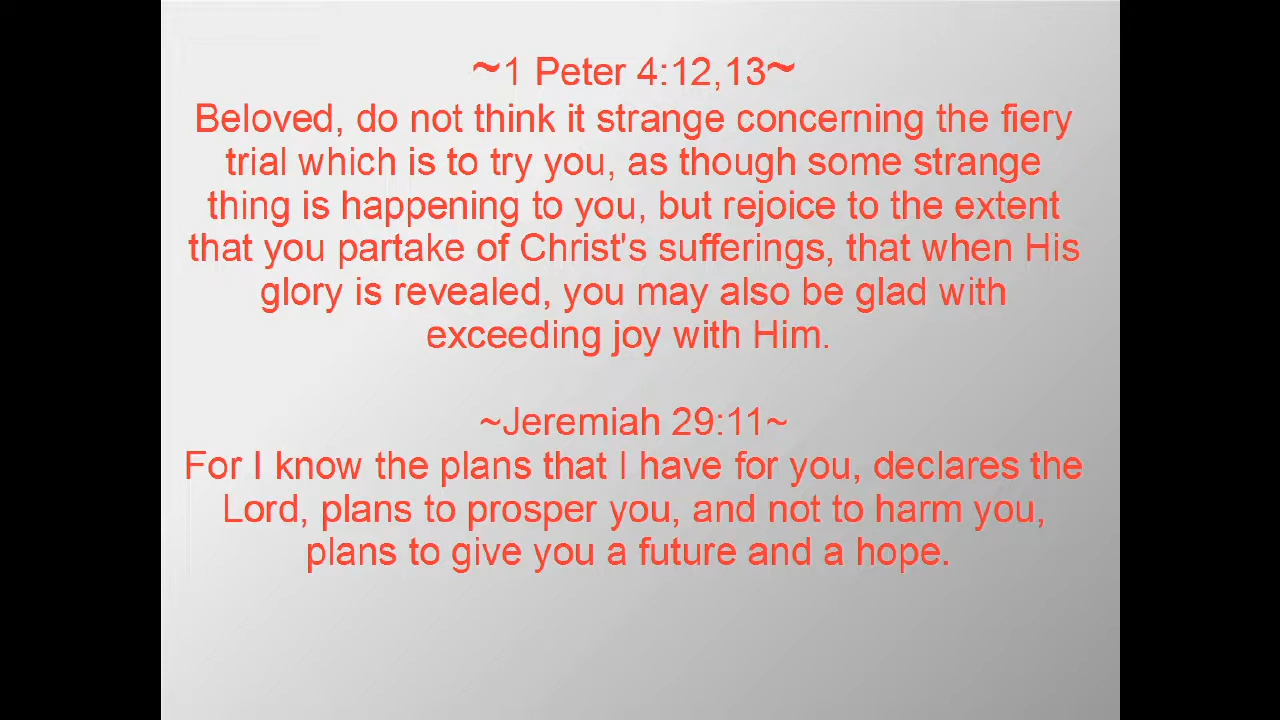 ~1 Peter 4:12,13~
Beloved, do not think it strange concerning the fiery
trial which is to try you, as though some strange
thing is happening to you, but rejoice to the extent
that you partake of Christ's sufferings, that when His
glory is revealed, you may also be glad with
exceeding joy with Him.
~Jeremiah 29:11~
For I know the plans that I have for you, declares the
Lord, plans to prosper you, and not to harm you,
plans to give you a future and a hope.